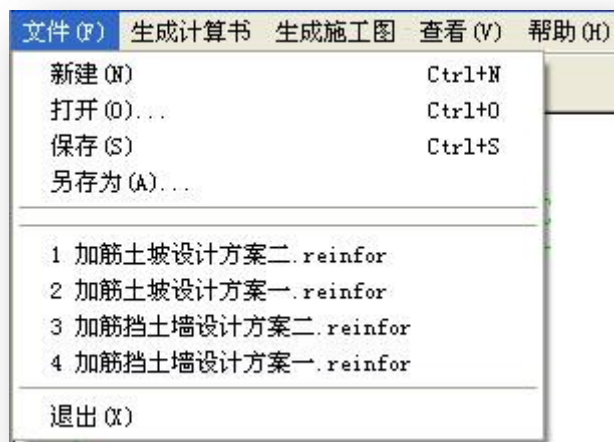 文件(F) 生成计算书 生成施工图 查看(V) 帮助(H)
新建(N) Ctrl+N
打开(O)... Ctrl+O
保存(S) Ctrl+S
另存为(A)...
1 加筋土坡设计方案二.reinfor
2 加筋土坡设计方案一.reinfor
3 加筋挡土墙设计方案二.reinfor
4 加筋挡土墙设计方案一.reinfor
退出(X)